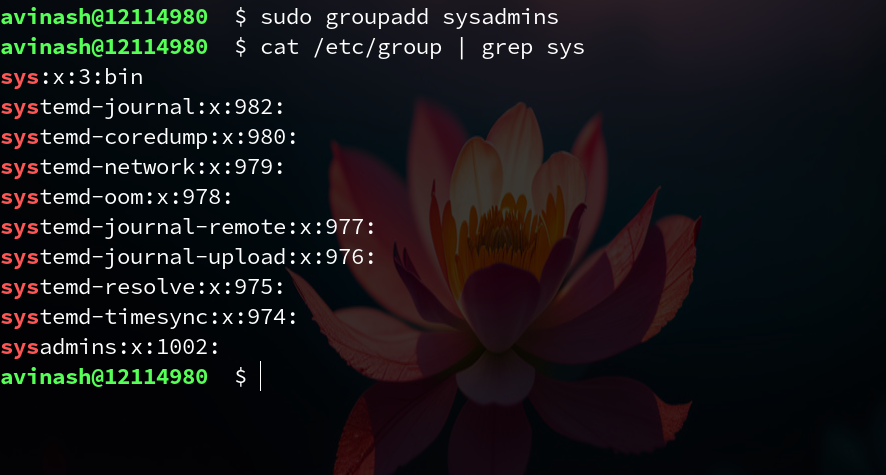 avinash@12114980  $ sudo groupadd sysadmins
avinash@12114980  $ cat /etc/group | grep sys
sys:x:3:bin
systemd-journal:x:982:
systemd-coredump:x:980:
systemd-network:x:979:
systemd-oom:x:978:
systemd-journal-remote:x:977:
systemd-journal-upload:x:976:
systemd-resolve:x:975:
systemd-timesync:x:974:
sysadmins:x:1002:
avinash@12114980  $